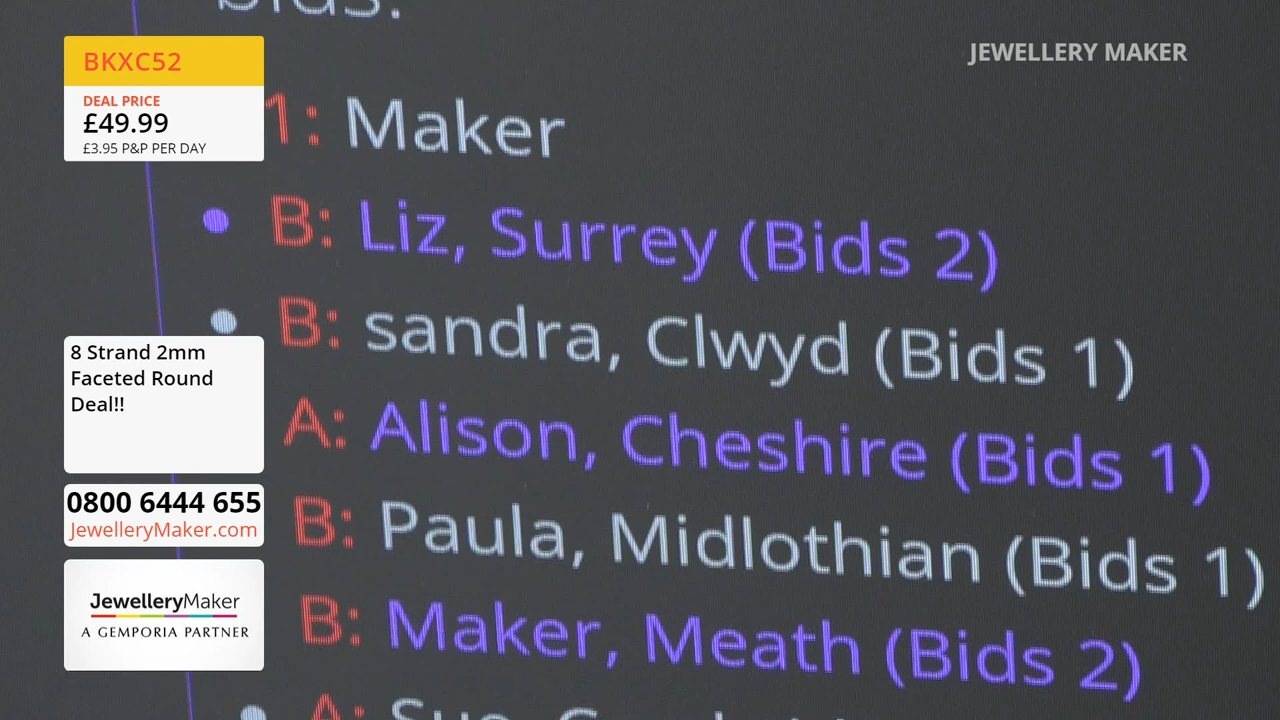 bids.
BKXC52
DEAL PRICE
£49.99
£3.95 P&P PER DAY
JEWELLERY MAKER
1: Maker
B: Liz, Surrey (Bids 2)
B: sandra, Clwyd (Bids 1)
A: Alison, Cheshire (Bids 1)
B: Paula, Midlothian (Bids 1)
B: Maker, Meath (Bids 2)
A: Sue,
8 Strand 2mm
Faceted Round
Deal!!
0800 6444 655
JewelleryMaker.com
JewelleryMaker
A GEMPORIA PARTNER